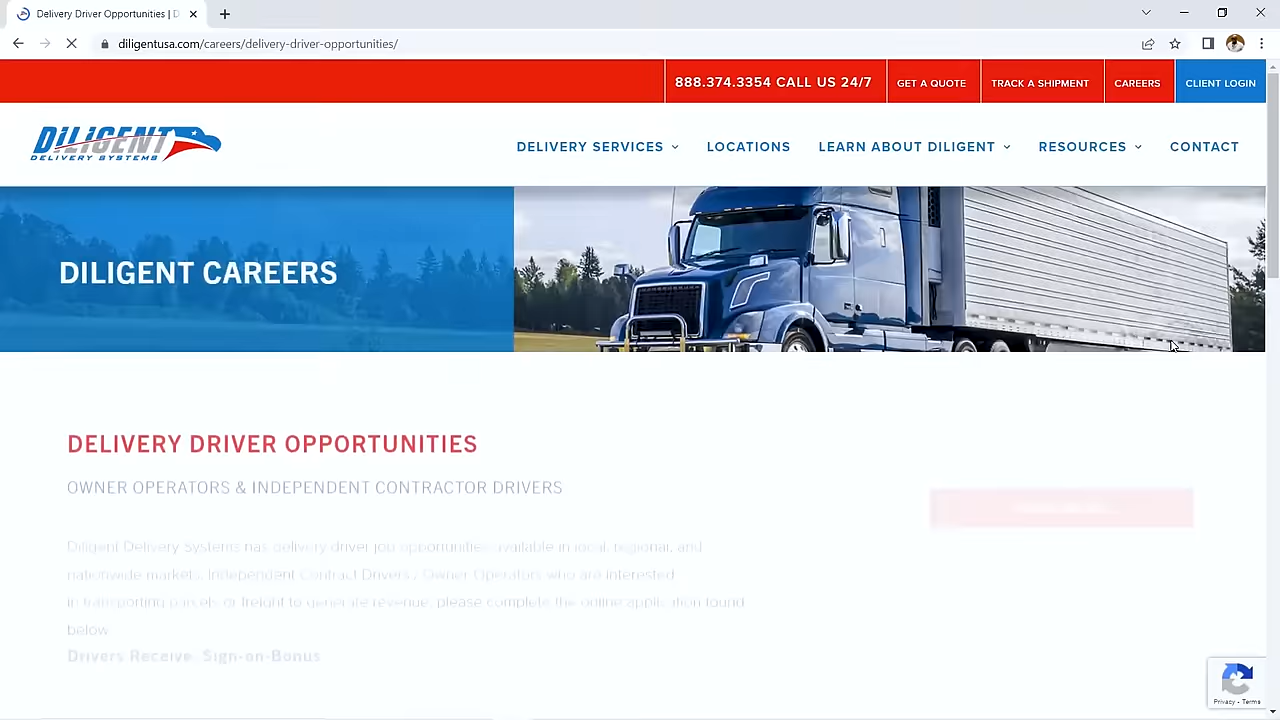 Delivery Driver Opportunities | D
diligentusa.com/careers/delivery-driver-opportunities/
888.374.3354 CALL US 24/7
GET A QUOTE
TRACK A SHIPMENT
CAREERS
CLIENT LOGIN
DILIGENT
DELIVERY SYSTEMS
DELIVERY SERVICES
LOCATIONS
LEARN ABOUT DILIGENT
RESOURCES
CONTACT
DILIGENT CAREERS
DELIVERY DRIVER OPPORTUNITIES
OWNER OPERATORS & INDEPENDENT CONTRACTOR DRIVERS
Diligent Delivery Systems has delivery driver job opportunities available in local, regional, and
nationwide markets. Independent Contract Drivers / Owner Operators who are interested
in transporting parcels or freight to generate revenue, please complete the online application found
below
Drivers Receive Sign-on-Bonus
Privacy - Terms